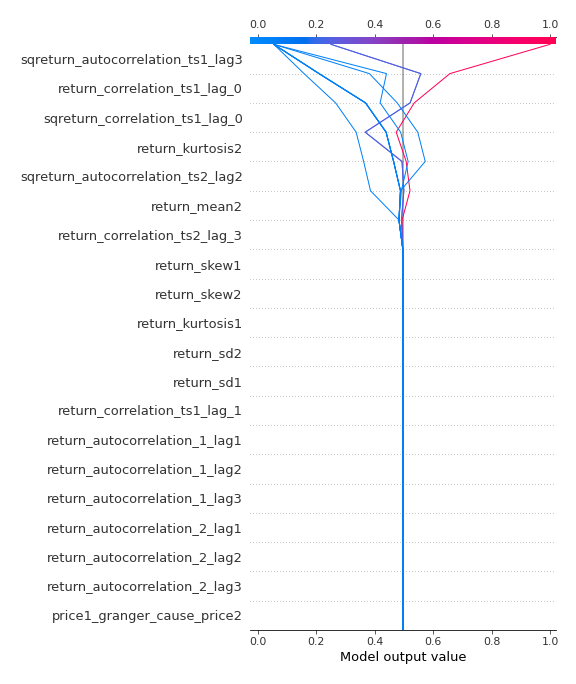 0.0 0.2 0.4 0.6 0.8 1.0
sqreturn_autocorrelation_ts1_lag3
return_correlation_ts1_lag_0
sqreturn_correlation_ts1_lag_0
return_kurtosis2
sqreturn_autocorrelation_ts2_lag2
return_mean2
return_correlation_ts2_lag_3
return_skew1
return_skew2
return_kurtosis1
return_sd2
return_sd1
return_correlation_ts1_lag_1
return_autocorrelation_1_lag1
return_autocorrelation_1_lag2
return_autocorrelation_1_lag3
return_autocorrelation_2_lag1
return_autocorrelation_2_lag2
return_autocorrelation_2_lag3
price1_granger_cause_price2
0.0 0.2 0.4 0.6 0.8 1.0
Model output value